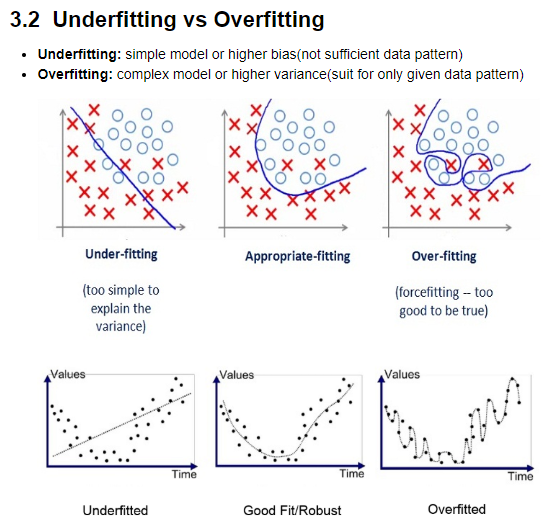 3.2 Underfitting vs Overfitting
Underfitting: simple model or higher bias(not sufficient data pattern)
Overfitting: complex model or higher variance(suit for only given data pattern)
Under-fitting
Appropriate-fitting
Over-fitting
(too simple to
explain the
variance)
(forcefitting – too
good to be true)
Values
Values
Values
Time
Time
Time
Underfitted
Good Fit/Robust
Overfitted